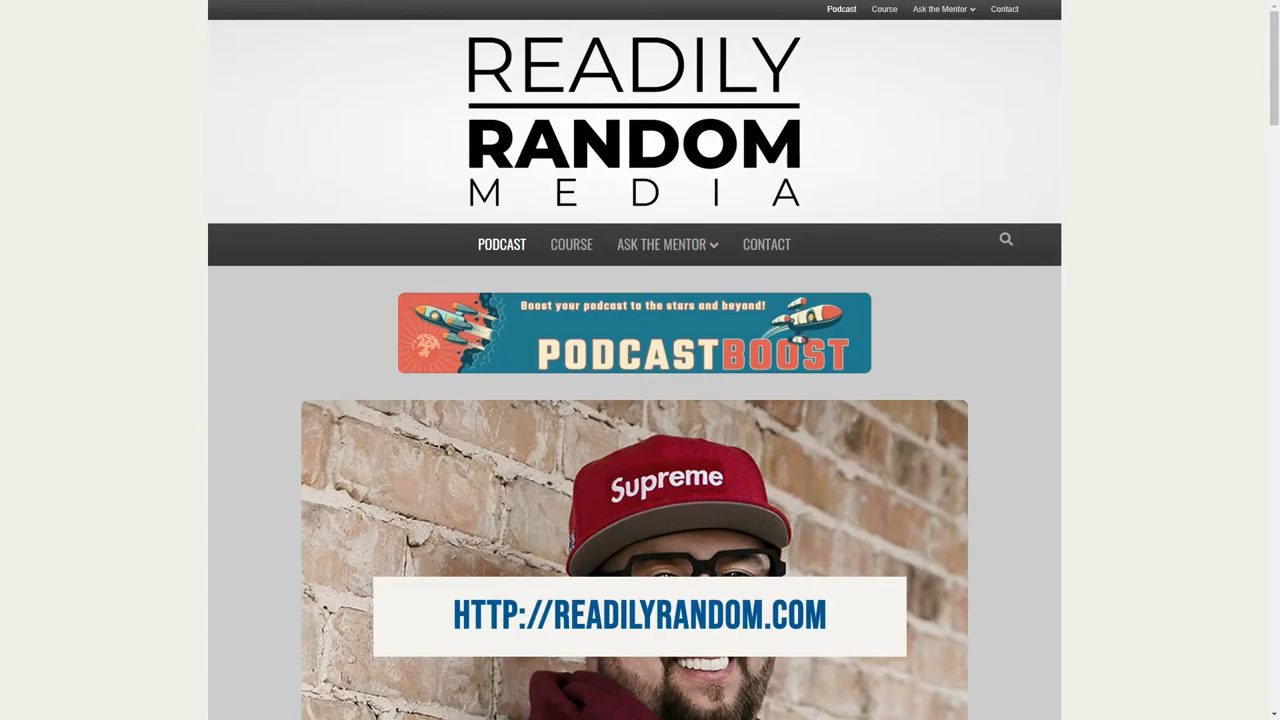 Podcast Course Ask the Mentor Contact
READILY
RANDOM
MEDIA
PODCAST COURSE ASK THE MENTOR CONTACT
Boost your podcast to the stars and beyond!
PODCASTBOOST
Supreme
HTTP://READILYRANDOM.COM